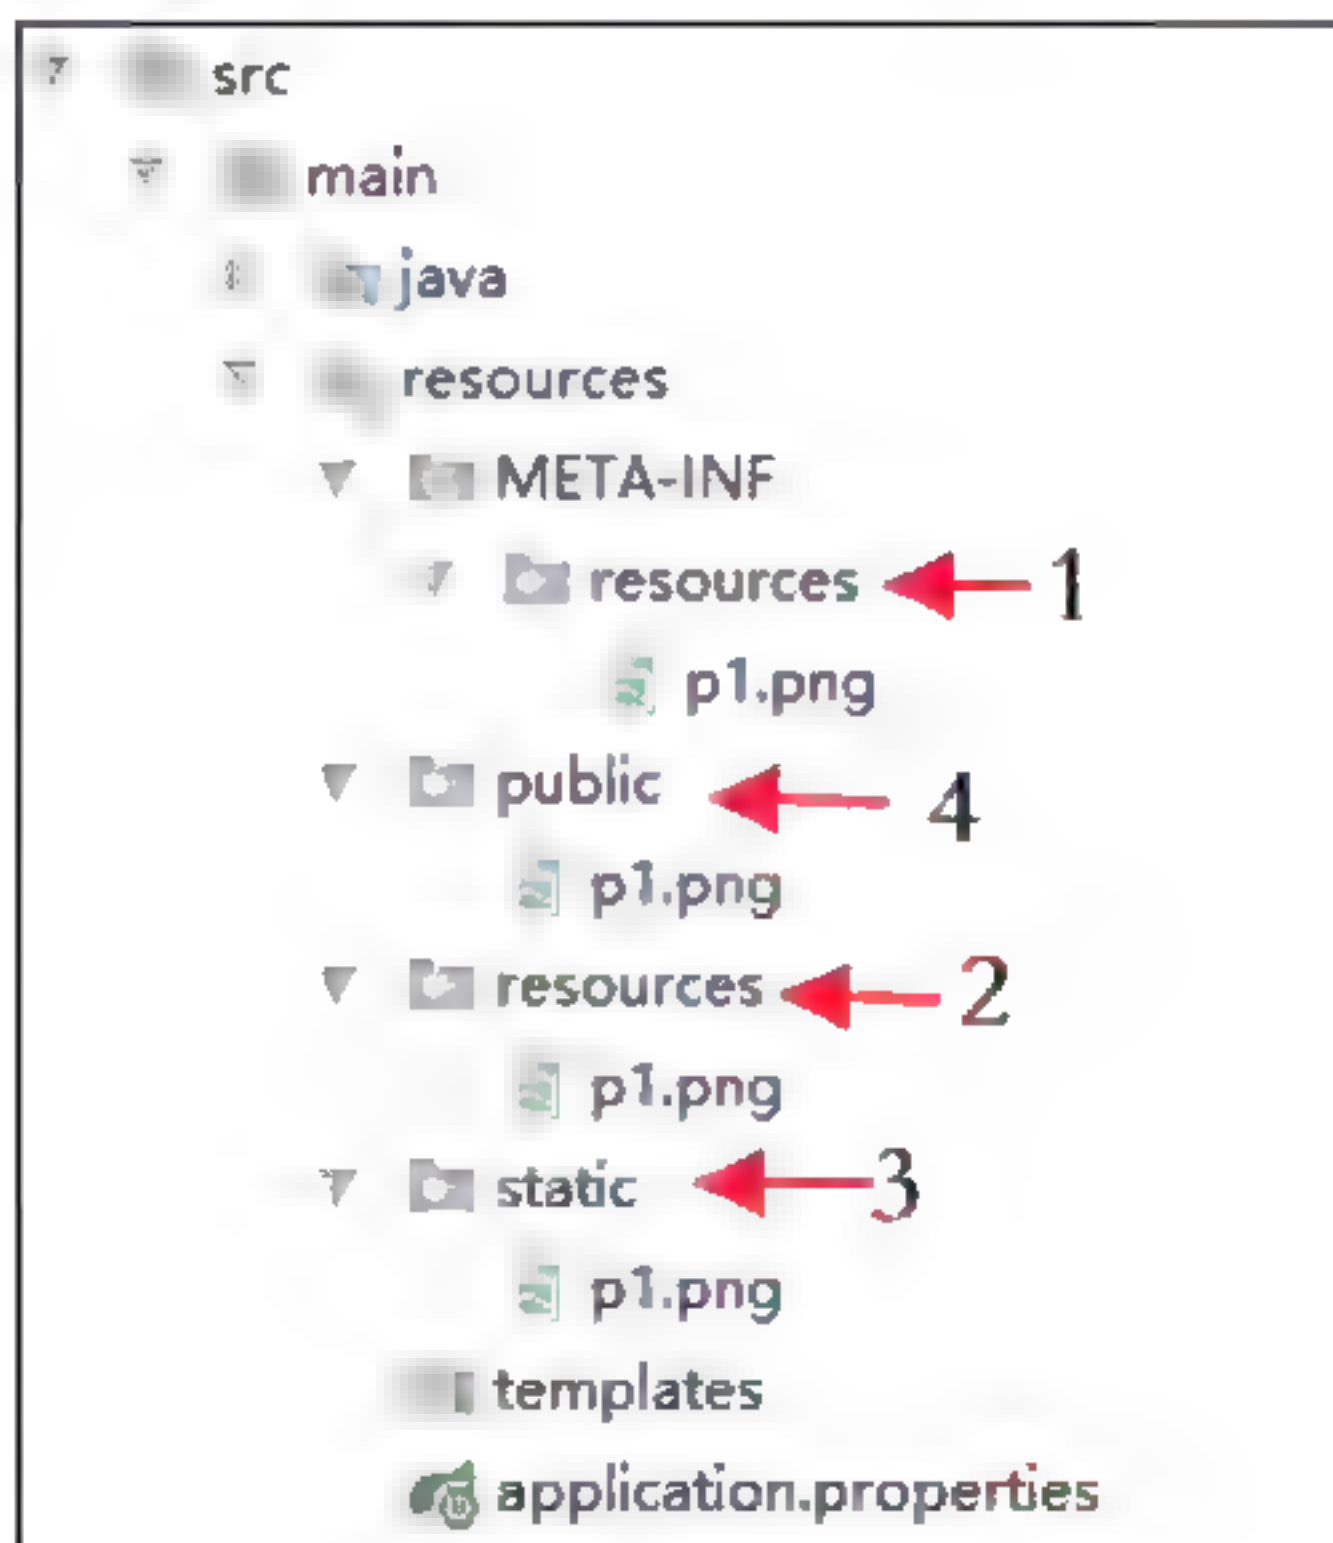 src
main
java
resources
META-INF
resources 1
p1.png
public 4
p1.png
resources 2
p1.png
static 3
p1.png
templates
application.properties